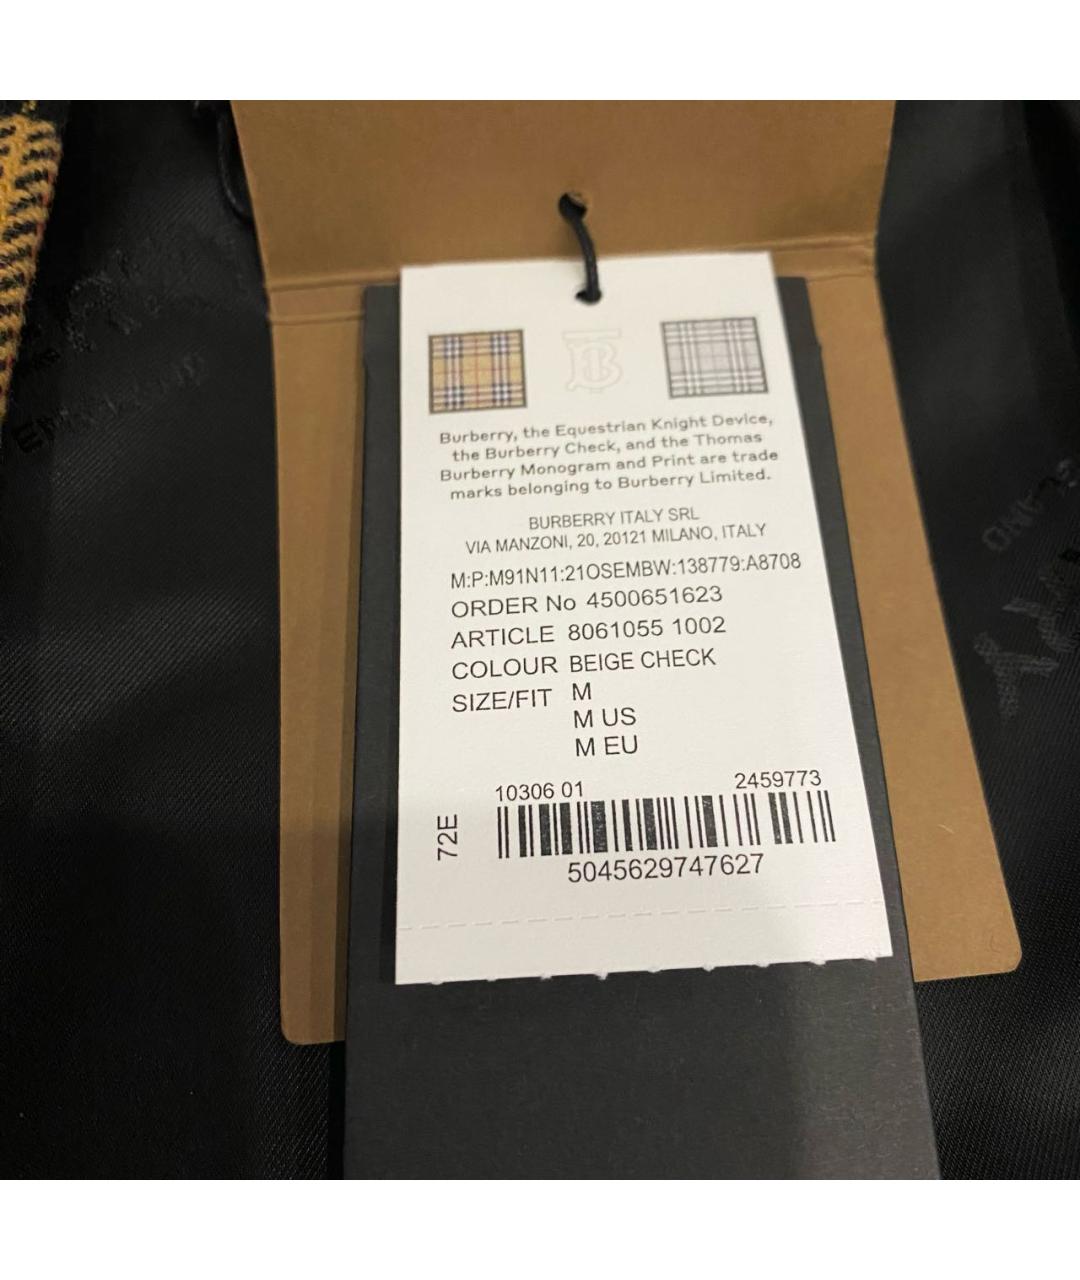 Burberry, the Equestrian Knight Device,
the Burberry Check, and the Thomas
Burberry Monogram and Print are trade
marks belonging to Burberry Limited.
BURBERRY ITALY SRL
VIA MANZONI, 20, 20121 MILANO, ITALY
M:P:M91N11:21OSEMBW:138779:A8708
ORDER No 4500651623
ARTICLE 8061055 1002
COLOUR BEIGE CHECK
SIZE/FIT M
M US
M EU
10306 01 2459773
72E
5045629747627